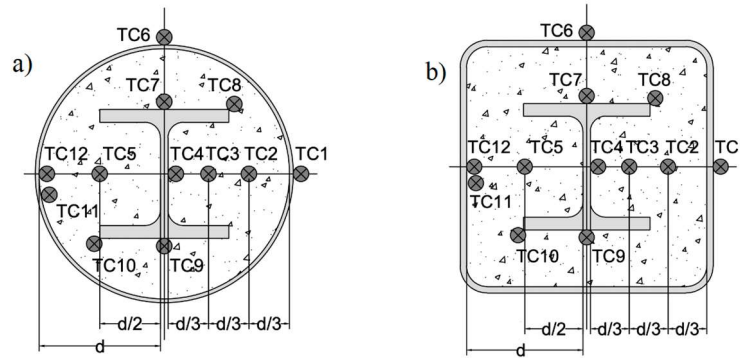 a)
TC6
TC7
TC8
TC12
TC5
TC4
TC3
TC2
TC1
TC11
TC10
TC9
d/2
d/3
d/3
d/3
d
b)
TC6
TC7
TC8
TC12
TC5
TC4
TC3
TC2
TC
TC11
TC10
TC9
d/2
d/3
d/3
d/3
d